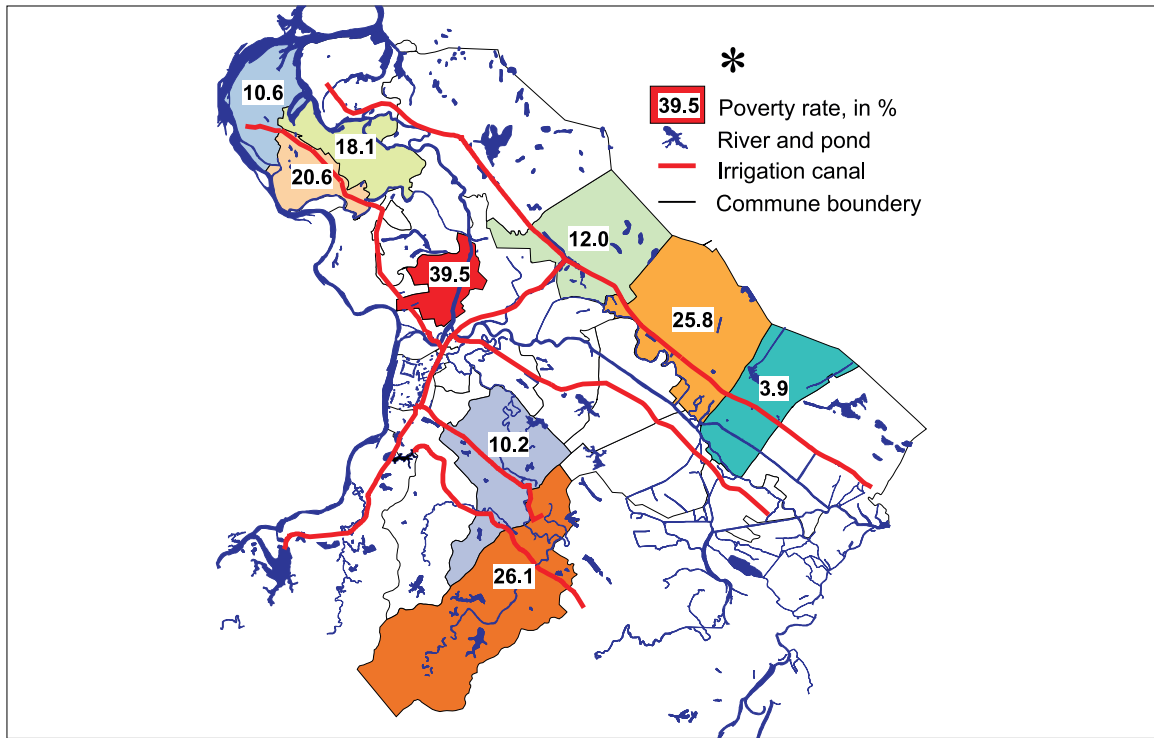 *
39.5 Poverty rate, in %
River and pond
Irrigation canal
Commune boundery
10.6
18.1
20.6
12.0
39.5
25.8
3.9
10.2
26.1